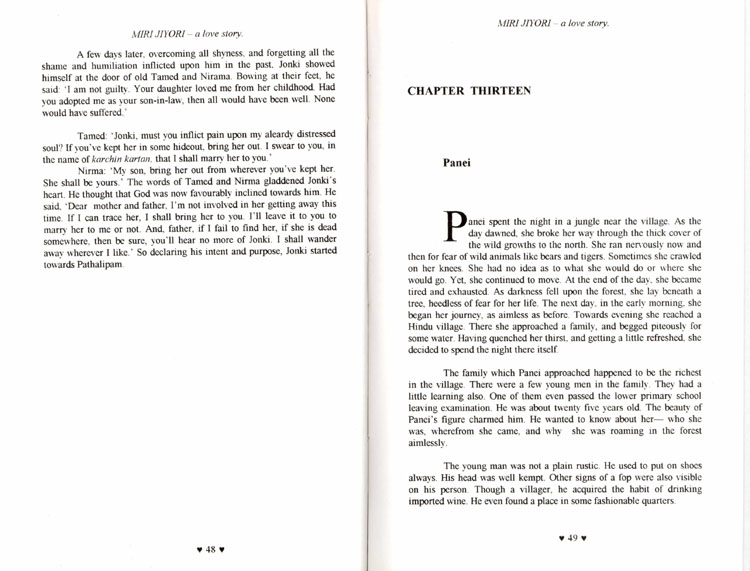 MIRI JIYORI – a love story.
A few days later, overcoming all shyness, and forgetting all the
shame and humiliation inflicted upon him in the past, Jonki showed
himself at the door of old Tamed and Nirama. Bowing at their feet, he
said: 'I am not guilty. Your daughter loved me from her childhood. Had
you adopted me as your son-in-law, then all would have been well. None
would have suffered.'
Tamed: 'Jonki, must you inflict pain upon my aleardy distressed
soul? If you've kept her in some hideout, bring her out. I swear to you, in
the name of karchin kartan, that I shall marry her to you.'
Nirma: 'My son, bring her out from wherever you've kept her.
She shall be yours.' The words of Tamed and Nirma gladdened Jonki's
heart. He thought that God was now favourably inclined towards him. He
said, 'Dear mother and father, I'm not involved in her getting away this
time. If I can trace her, I shall bring her to you. I'll leave it to you to
marry her to me or not. And, father, if I fail to find her, if she is dead
somewhere, then be sure, you'll hear no more of Jonki. I shall wander
away wherever I like.' So declaring his intent and purpose, Jonki started
towards Pathalipam.
♥ 48 ♥
MIRI JIYORI – a love story.
CHAPTER THIRTEEN
Panei
Panei spent the night in a jungle near the village. As the
day dawned, she broke her way through the thick cover of
the wild growths to the north. She ran nervously now and
then for fear of wild animals like bears and tigers. Sometimes she crawled
on her knees. She had no idea as to what she would do or where she
would go. Yet, she continued to move. At the end of the day, she became
tired and exhausted. As darkness fell upon the forest, she lay beneath a
tree, heedless of fear for her life. The next day, in the early morning, she
began her journey, as aimless as before. Towards evening she reached a
Hindu village. There she approached a family, and begged piteously for
some water. Having quenched her thirst, and getting a little refreshed, she
decided to spend the night there itself.
The family which Panei approached happened to be the richest
in the village. There were a few young men in the family. They had a
little learning also. One of them even passed the lower primary school
leaving examination. He was about twenty five years old. The beauty of
Panei's figure charmed him. He wanted to know about her— who she
was, wherefrom she came, and why she was roaming in the forest
aimlessly.
The young man was not a plain rustic. He used to put on shoes
always. His head was well kempt. Other signs of a fop were also visible
on his person. Though a villager, he acquired the habit of drinking
imported wine. He even found a place in some fashionable quarters.
♥ 49 ♥